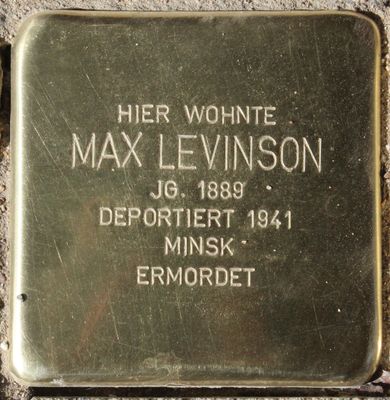 HIER WOHNTE
MAX LEVINSON
JG. 1889
DEPORTIERT 1941
MINSK
ERMORDET